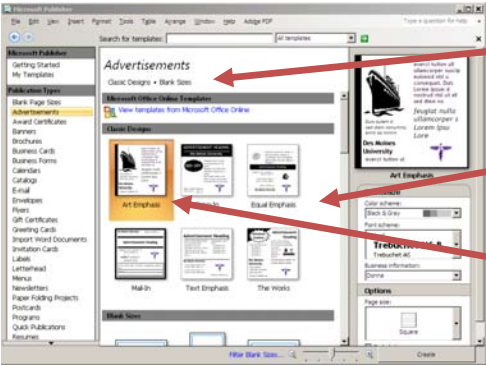 Microsoft Publisher
File Edit View Insert Format Tools Table Arrange Window Help Adobe PDF
Type a question for help
Search for templates:
All templates
Microsoft Publisher
Getting Started
My Templates
Publication Types
Blank Page Sizes
Advertisements
Award Certificates
Banners
Brochures
Business Cards
Business Forms
Calendars
Catalogs
E-mail
Envelopes
Flyers
Gift Certificates
Greeting Cards
Import Word Documents
Invitation Cards
Labels
Letterhead
Menus
Newsletters
Paper Folding Projects
Postcards
Programs
Quick Publications
Resumes
Advertisements
Classic Designs • Blank Sizes
Microsoft Office Online Templates
View templates from Microsoft Office Online
Classic Designs
Art Emphasis
Equal Emphasis
Mail-In
Text Emphasis
The Works
Blank Sizes
Filter Blank Sizes...
feugiat nulla
ullamcorper s
Lorem Ipsu
Lore
Des Moines
University
Art Emphasis
Color scheme:
Black & Gray
Font scheme:
Trebuchet MS
Business information:
Donna
Options
Page size:
Square
Create